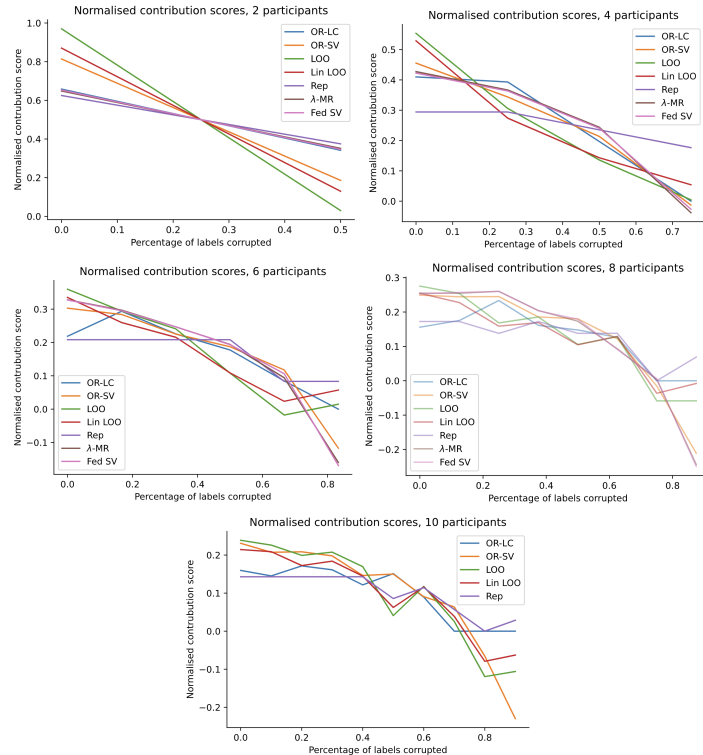 Normalised contribution scores, 2 participants
Normalised contrubution score
1.0
0.8
0.6
0.4
0.2
0.0
OR-LC
OR-SV
LOO
Lin LOO
Rep
λ-MR
Fed SV
0.0 0.1 0.2 0.3 0.4 0.5
Percentage of labels corrupted
Normalised contribution scores, 4 participants
Normalised contrubution score
0.5
0.4
0.3
0.2
0.1
0.0
OR-LC
OR-SV
LOO
Lin LOO
Rep
λ-MR
Fed SV
0.0 0.1 0.2 0.3 0.4 0.5 0.6 0.7
Percentage of labels corrupted
Normalised contribution scores, 6 participants
Normalised contrubution score
0.3
0.2
0.1
0.0
−0.1
OR-LC
OR-SV
LOO
Lin LOO
Rep
λ-MR
Fed SV
0.0 0.2 0.4 0.6 0.8
Percentage of labels corrupted
Normalised contribution scores, 8 participants
Normalised contrubution score
0.3
0.2
0.1
0.0
−0.1
−0.2
OR-LC
OR-SV
LOO
Lin LOO
Rep
λ-MR
Fed SV
0.0 0.2 0.4 0.6 0.8
Percentage of labels corrupted
Normalised contribution scores, 10 participants
Normalised contrubution score
0.2
0.1
0.0
−0.1
−0.2
OR-LC
OR-SV
LOO
Lin LOO
Rep
0.0 0.2 0.4 0.6 0.8
Percentage of labels corrupted